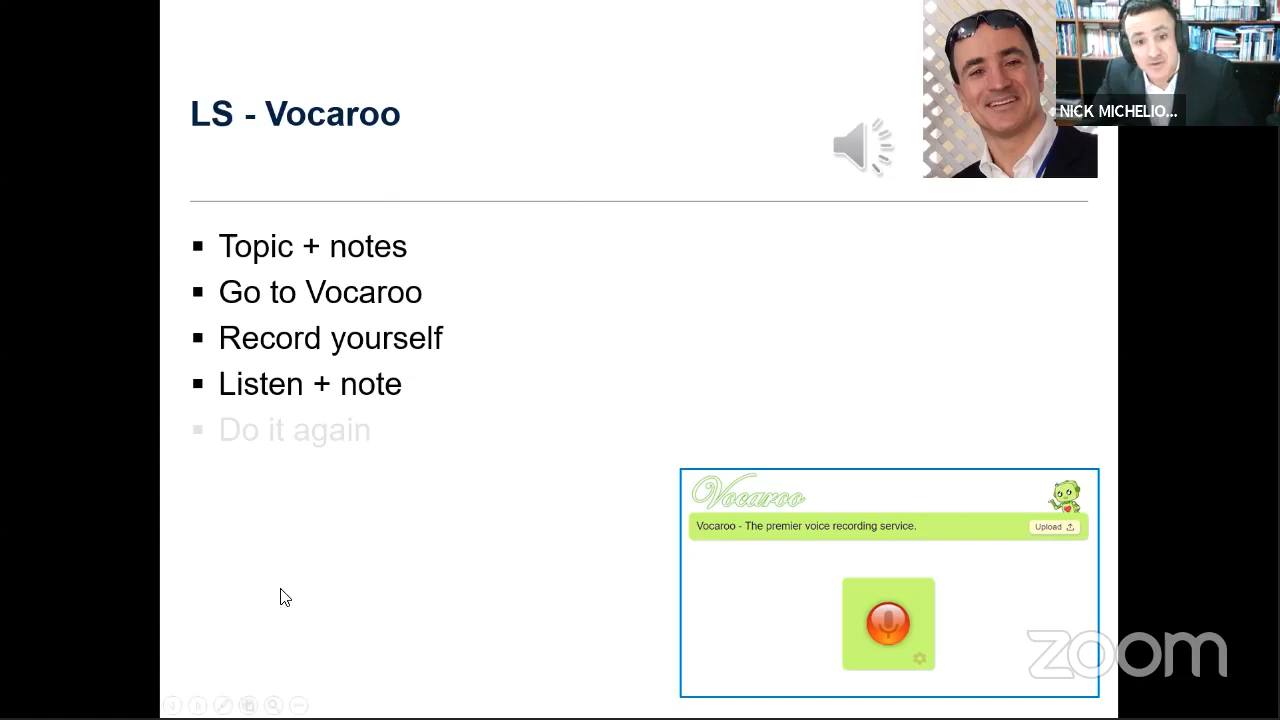 LS - Vocaroo
NICK MICHELIO...
Topic + notes
Go to Vocaroo
Record yourself
Listen + note
Do it again
Vocaroo
Vocaroo - The premier voice recording service.
Upload
zoom